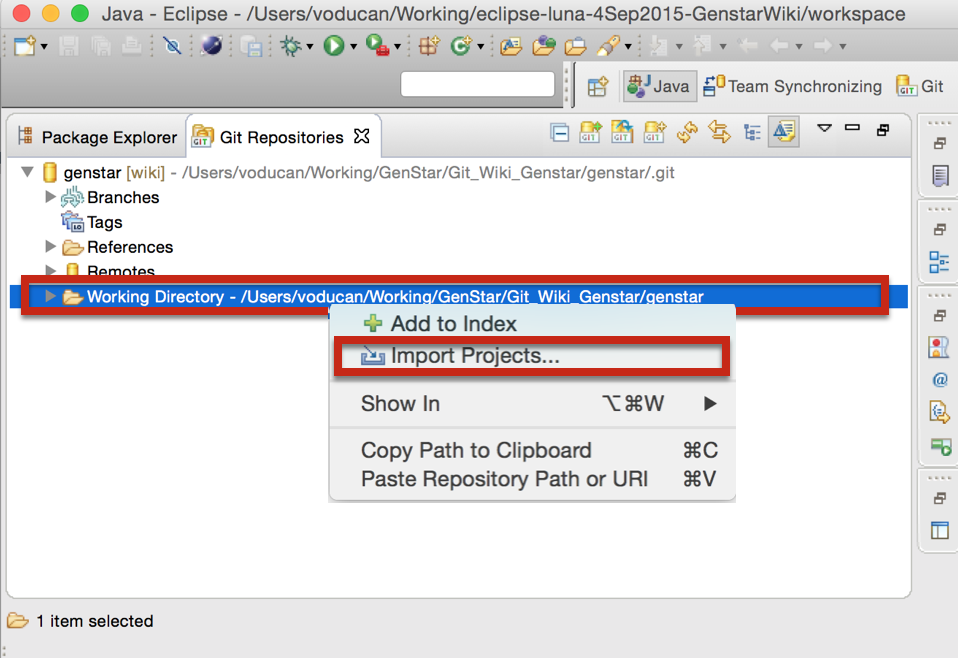 Java - Eclipse - /Users/voducan/Working/eclipse-luna-4Sep2015-GenstarWiki/workspace
Java Team Synchronizing GIT Git
Package Explorer GIT Git Repositories
genstar [wiki] - /Users/voducan/Working/GenStar/Git_Wiki_Genstar/genstar/.git
Branches
Tags
References
Remotes
Working Directory - /Users/voducan/Working/GenStar/Git_Wiki_Genstar/genstar
Add to Index
Import Projects...
Show In ⌥⌘W ▶
Copy Path to Clipboard ⌘C
Paste Repository Path or URI ⌘V
1 item selected